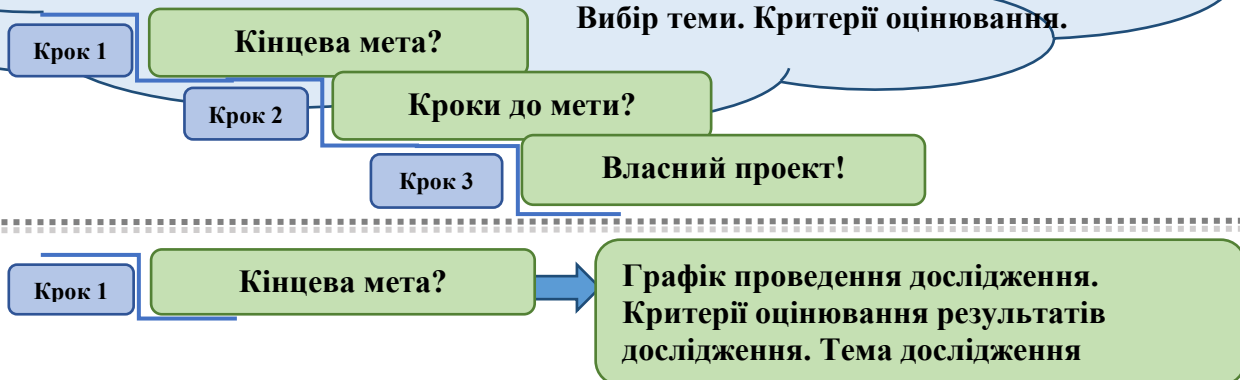 Вибір теми. Критерії оцінювання.
Крок 1
Кінцева мета?
Крок 2
Кроки до мети?
Крок 3
Власний проект!
Крок 1
Кінцева мета?
Графік проведення дослідження.
Критерії оцінювання результатів
дослідження. Тема дослідження